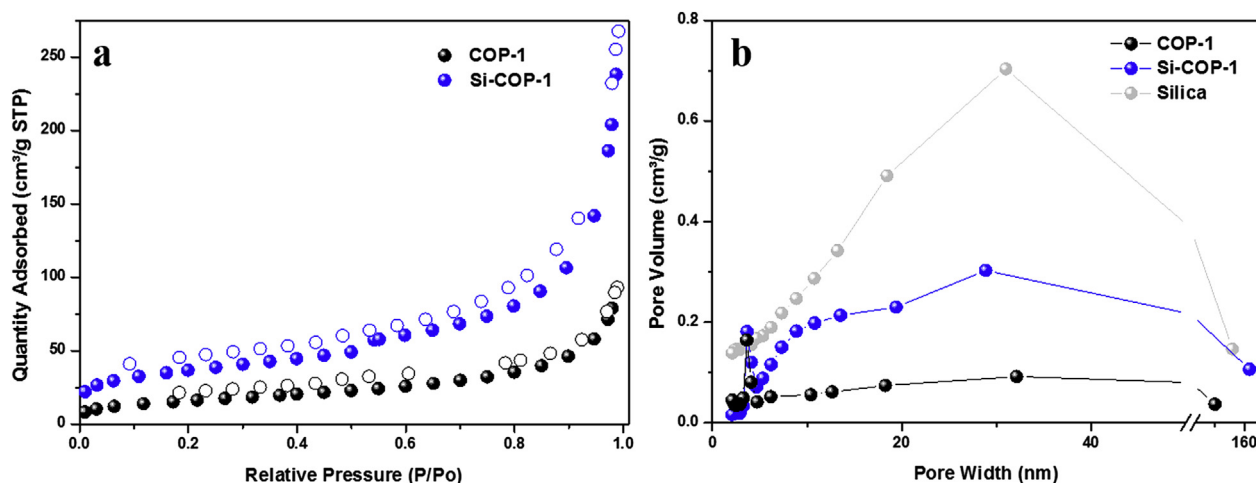 a
COP-1
Si-COP-1
250
200
150
100
50
0
0.0
0.2
0.4
0.6
0.8
1.0
Quantity Adsorbed (cm³/g STP)
Relative Pressure (P/Po)
b
COP-1
Si-COP-1
Silica
0.8
0.6
0.4
0.2
0.0
0
20
40
160
Pore Volume (cm³/g)
Pore Width (nm)